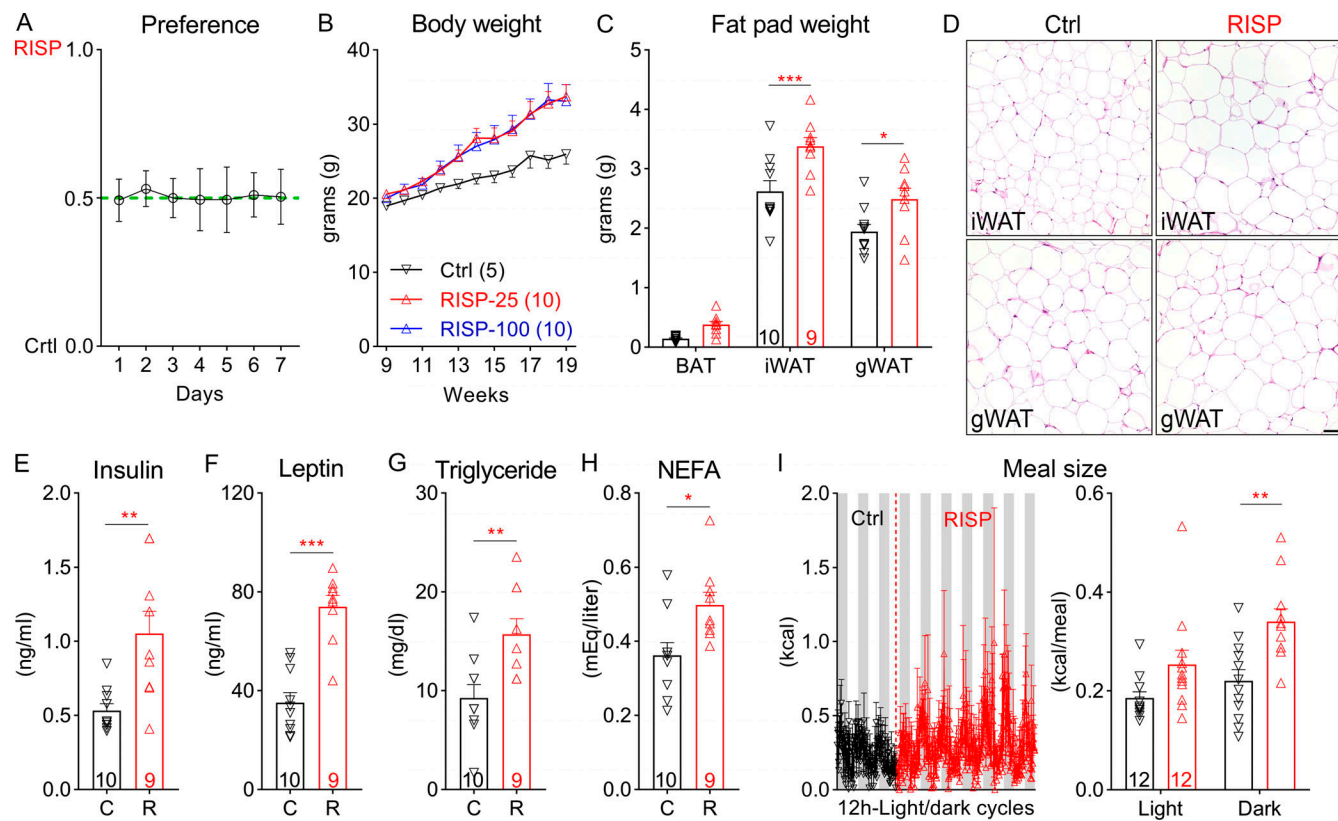 A Preference
RISP
1.0
0.5
Crtl 0.0
1 2 3 4 5 6 7
Days
B Body weight
grams (g)
40
30
20
20
10
0
Ctrl (5)
RISP-25 (10)
RISP-100 (10)
9 11 13 15 17 19
Weeks
C Fat pad weight
grams (g)
5
4
3
2
1
0
***
*
10 9
BAT iWAT gWAT
D Ctrl RISP
iWAT iWAT
gWAT gWAT
E Insulin
(ng/ml)
2.0
1.5
1.0
0.5
0.0
**
10 9
C R
F Leptin
(ng/ml)
120
80
40
0
***
10 9
C R
G Triglyceride
(mg/dl)
30
20
10
0
**
10 9
C R
H NEFA
(mEq/liter)
0.8
0.6
0.4
0.2
0.0
*
10 9
C R
I Meal size
(kcal)
2.0
1.5
1.0
0.5
0.0
Ctrl RISP
12h-Light/dark cycles
(kcal/meal)
0.6
0.4
0.2
0.0
**
12 12
Light Dark